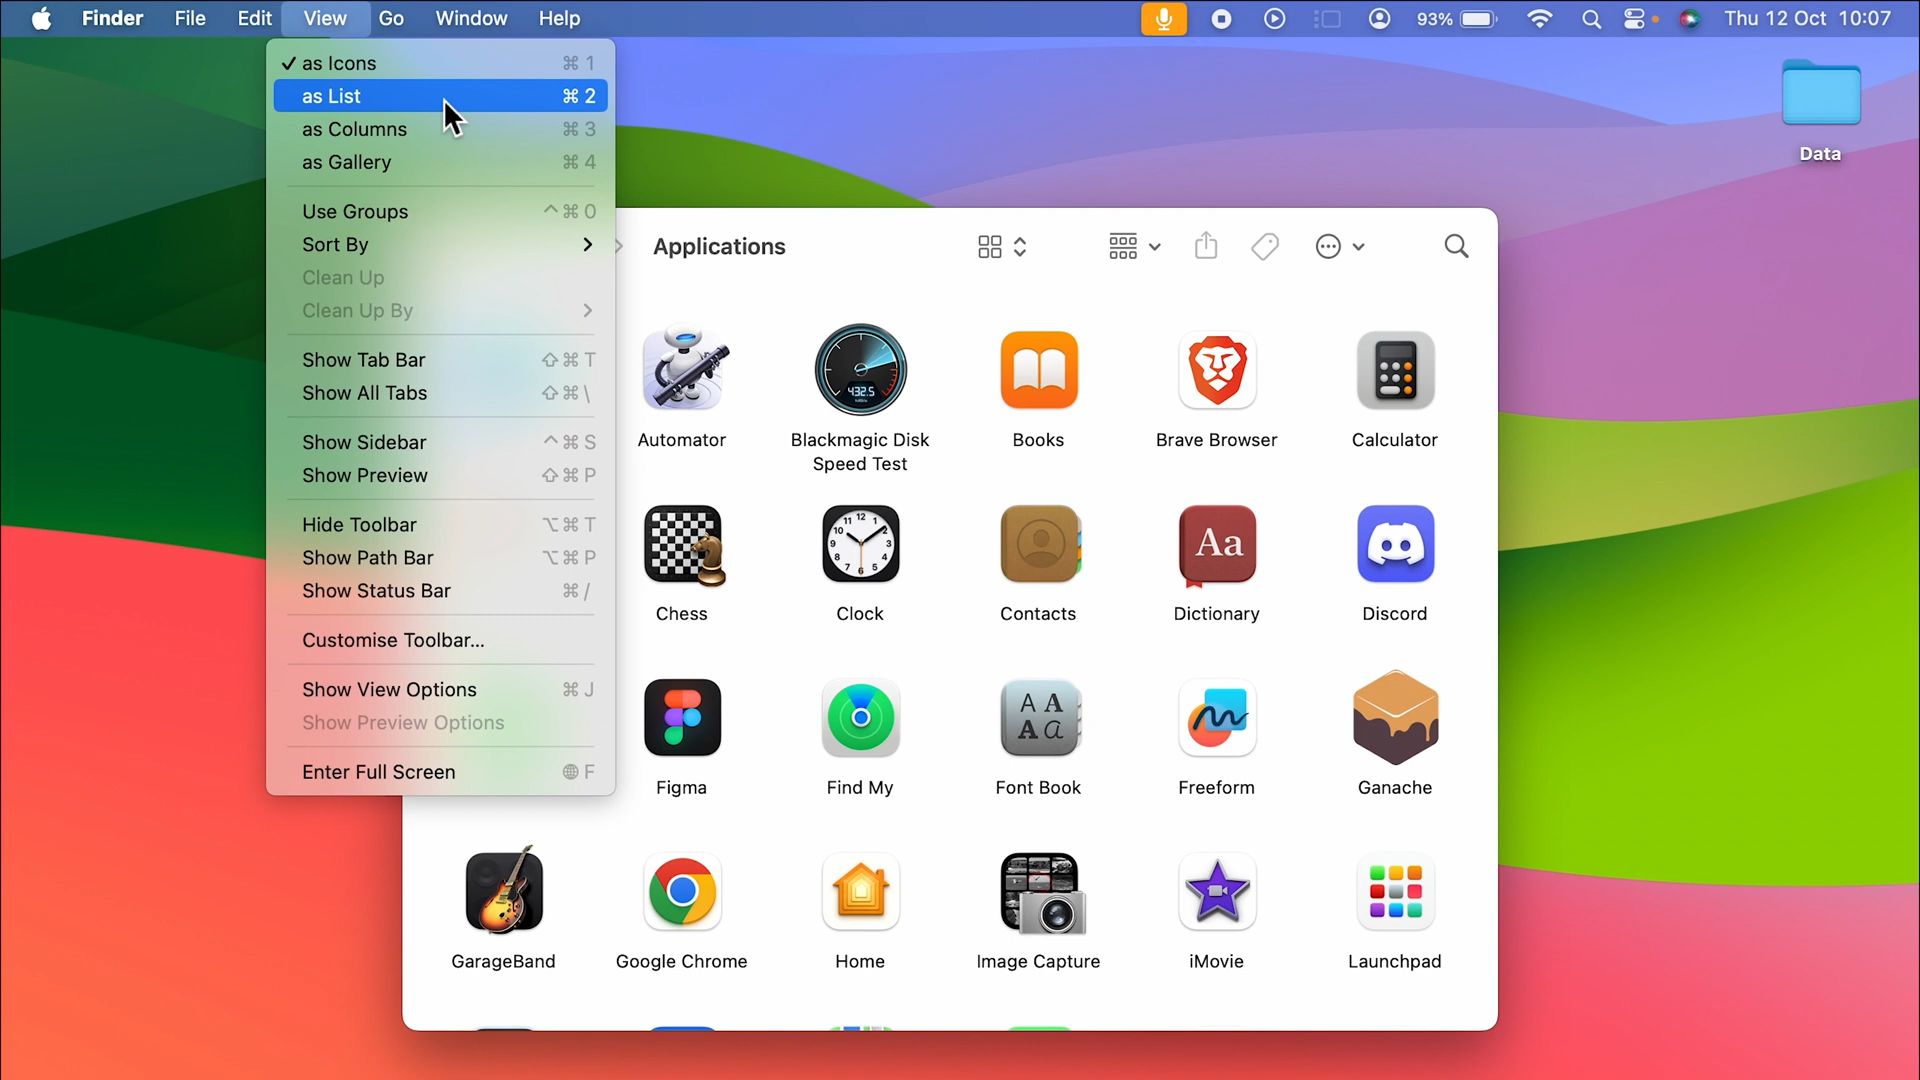 Finder File Edit View Go Window Help 93% Thu 12 Oct 10:07
✓ as Icons ⌘ 1
as List ⌘ 2
as Columns ⌘ 3
as Gallery ⌘ 4
Use Groups ^ ⌘ 0
Sort By
Clean Up
Clean Up By
Show Tab Bar ⇧ ⌘ T
Show All Tabs ⇧ ⌘ \
Show Sidebar ^ ⌘ S
Show Preview ⇧ ⌘ P
Hide Toolbar ⌥ ⌘ T
Show Path Bar ⌥ ⌘ P
Show Status Bar ⌘ /
Customise Toolbar...
Show View Options ⌘ J
Show Preview Options
Enter Full Screen 🌐 F
Data
Applications
432.5
Automator Blackmagic Disk Books Brave Browser Calculator
Speed Test
Aa
Chess Clock Contacts Dictionary Discord
A A
A a
Figma Find My Font Book Freeform Ganache
GarageBand Google Chrome Home Image Capture iMovie Launchpad